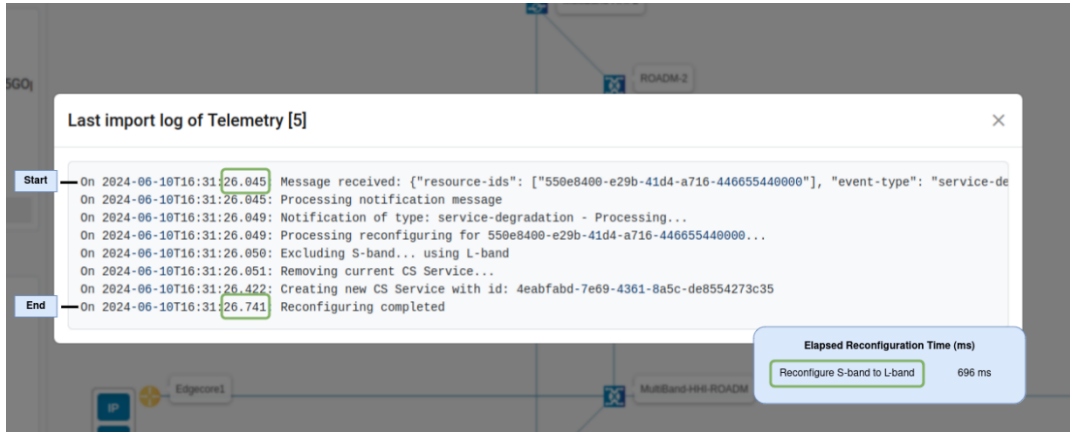 ROADM-2
5GO
Last import log of Telemetry [5]
Start
On 2024-06-10T16:31:26.045: Message received: {"resource-ids": ["550e8400-e29b-41d4-a716-446655440000"], "event-type": "service-de
On 2024-06-10T16:31:26.045: Processing notification message
On 2024-06-10T16:31:26.049: Notification of type: service-degradation - Processing...
On 2024-06-10T16:31:26.049: Processing reconfiguring for 550e8400-e29b-41d4-a716-446655440000...
On 2024-06-10T16:31:26.050: Excluding S-band... using L-band
On 2024-06-10T16:31:26.051: Removing current CS Service...
On 2024-06-10T16:31:26.422: Creating new CS Service with id: 4eabfabd-7e69-4361-8a5c-de8554273c35
End
On 2024-06-10T16:31:26.741: Reconfiguring completed
Elapsed Reconfiguration Time (ms)
Reconfigure S-band to L-band 696 ms
Edgecore1
MultiBand-HHI-ROADM
IP